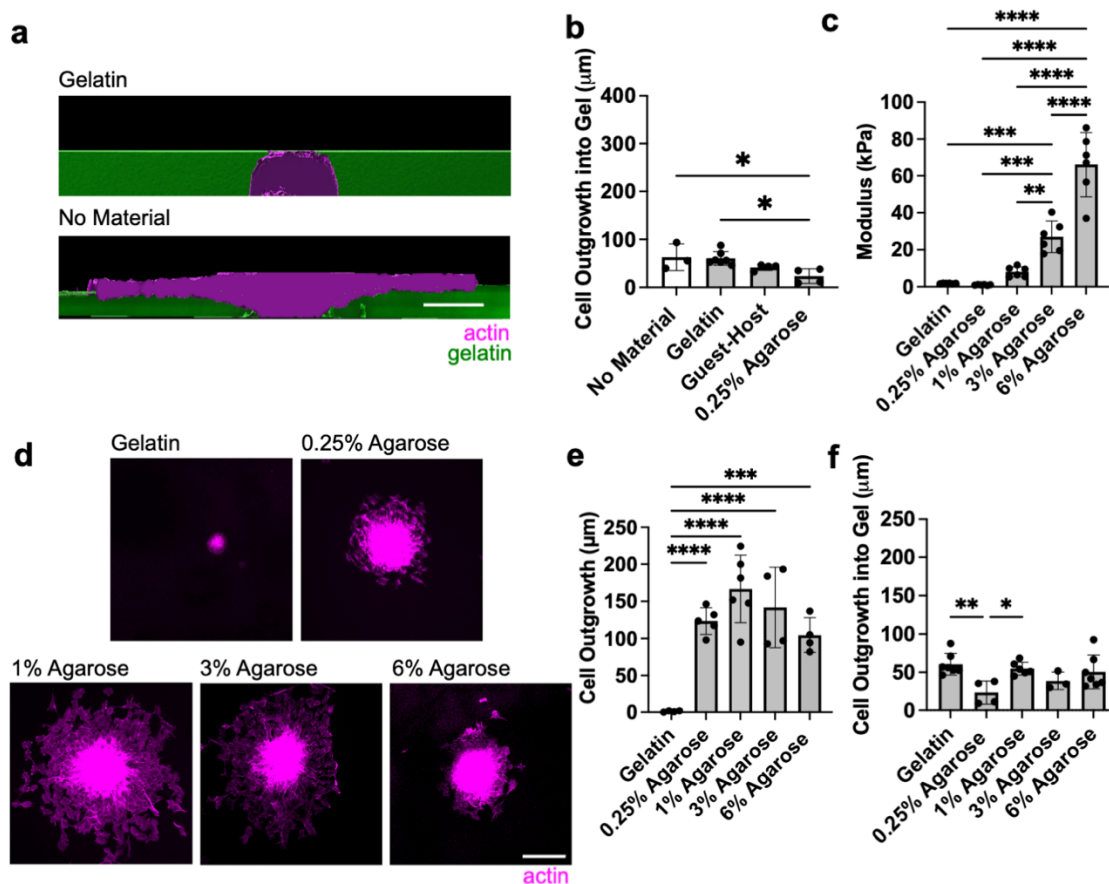 a
Gelatin
No Material
actin
gelatin
b
Cell Outgrowth into Gel (μm)
400
300
200
100
0
*
*
No Material
Gelatin
Guest-Host
0.25% Agarose
c
Modulus (kPa)
100
80
60
40
20
0
****
****
****
****
***
***
**
Gelatin
0.25% Agarose
1% Agarose
3% Agarose
6% Agarose
d
Gelatin
0.25% Agarose
1% Agarose
3% Agarose
6% Agarose
actin
e
Cell Outgrowth (μm)
250
200
150
100
50
0
***
****
****
****
Gelatin
0.25% Agarose
1% Agarose
3% Agarose
6% Agarose
f
Cell Outgrowth into Gel (μm)
250
200
150
100
50
0
**
*
Gelatin
0.25% Agarose
1% Agarose
3% Agarose
6% Agarose